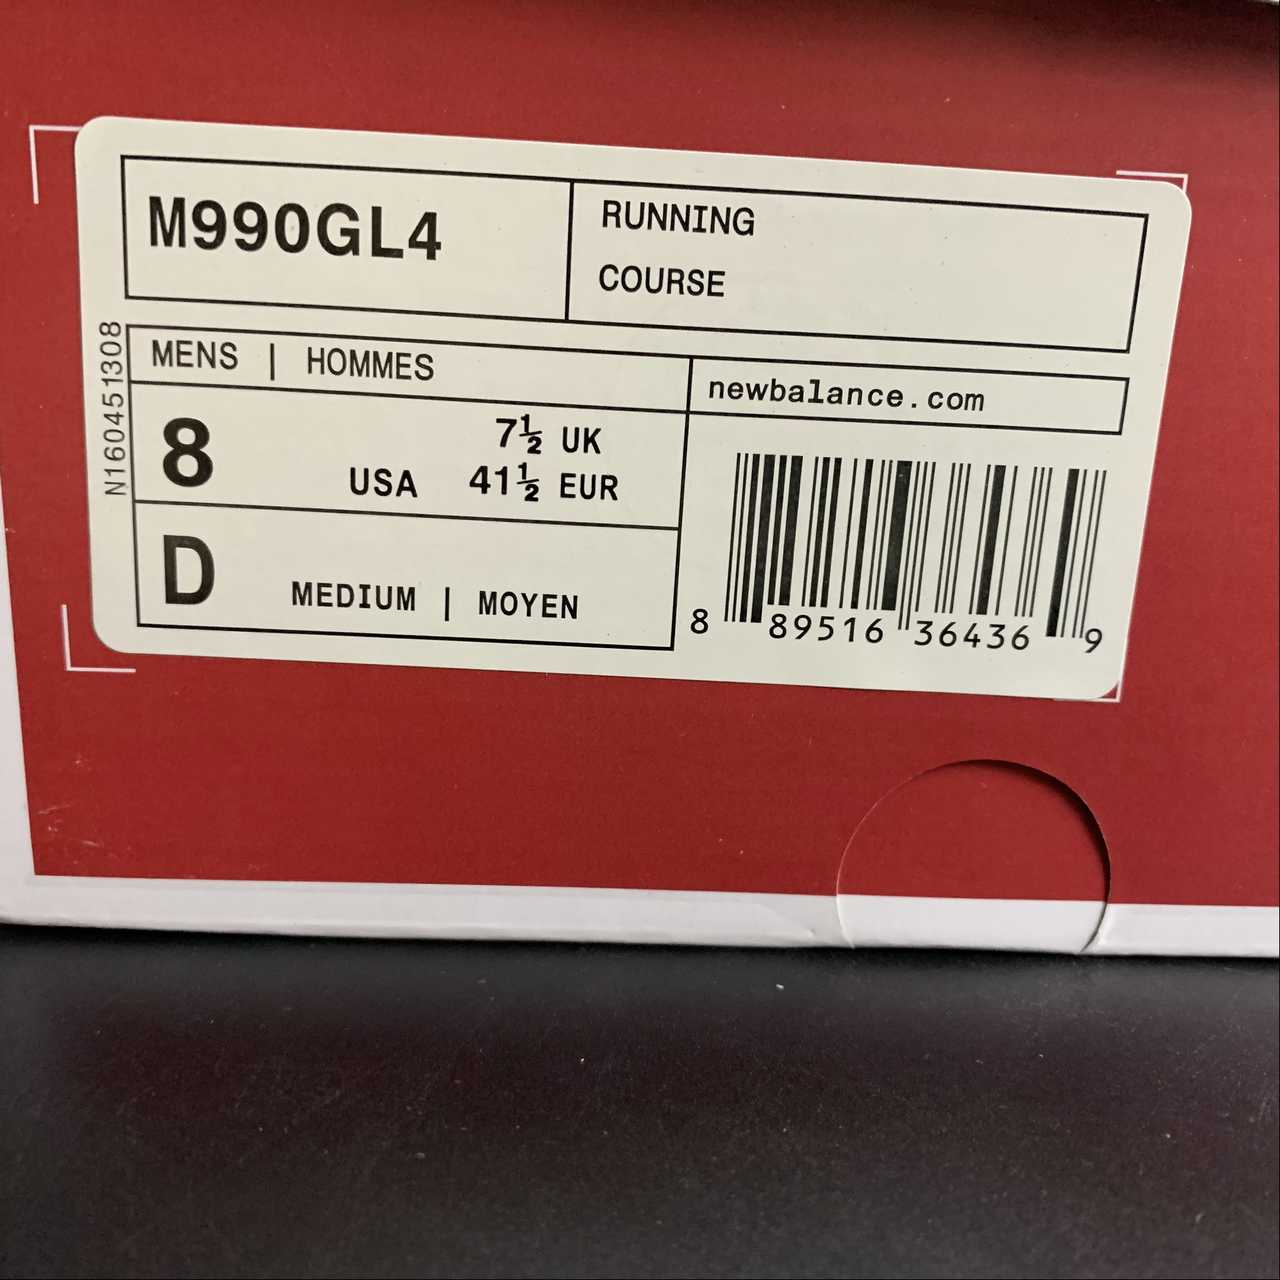 M990GL4
RUNNING
COURSE
N160451308
MENS | HOMMES
newbalance.com
8
7½ UK
USA 41½ EUR
D
MEDIUM | MOYEN
8 89516 36436 9